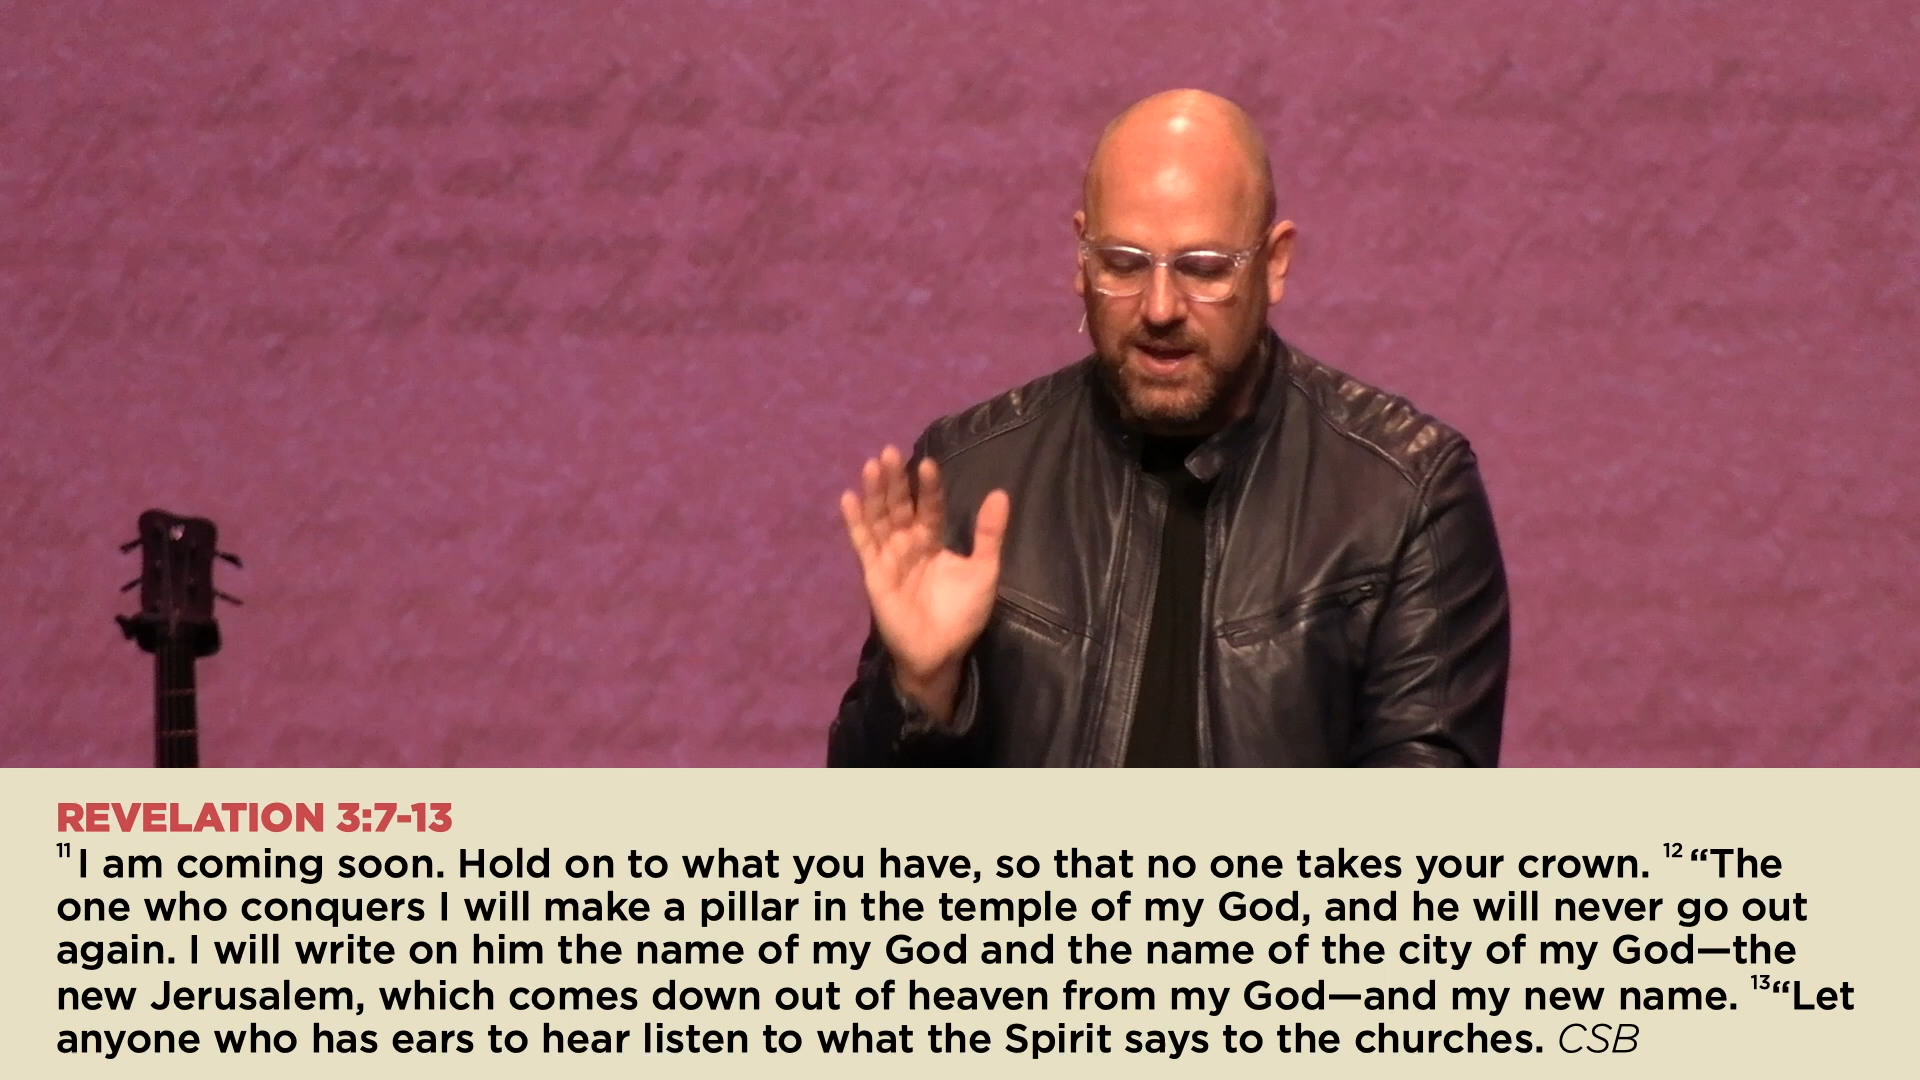 REVELATION 3:7-13
11 I am coming soon. Hold on to what you have, so that no one takes your crown. 12 “The
one who conquers I will make a pillar in the temple of my God, and he will never go out
again. I will write on him the name of my God and the name of the city of my God—the
new Jerusalem, which comes down out of heaven from my God—and my new name. 13“Let
anyone who has ears to hear listen to what the Spirit says to the churches. CSB